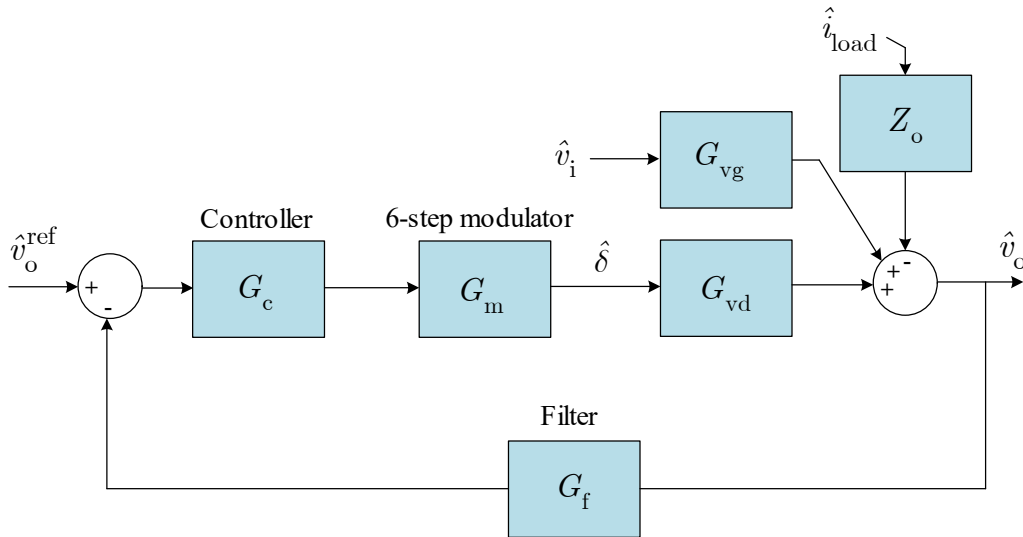 î_load
Z_o
v̂_i
G_vg
Controller
6-step modulator
v̂_o^ref
+
-
G_c
G_m
δ̂
G_vd
+
+
-
v̂_o
Filter
G_f